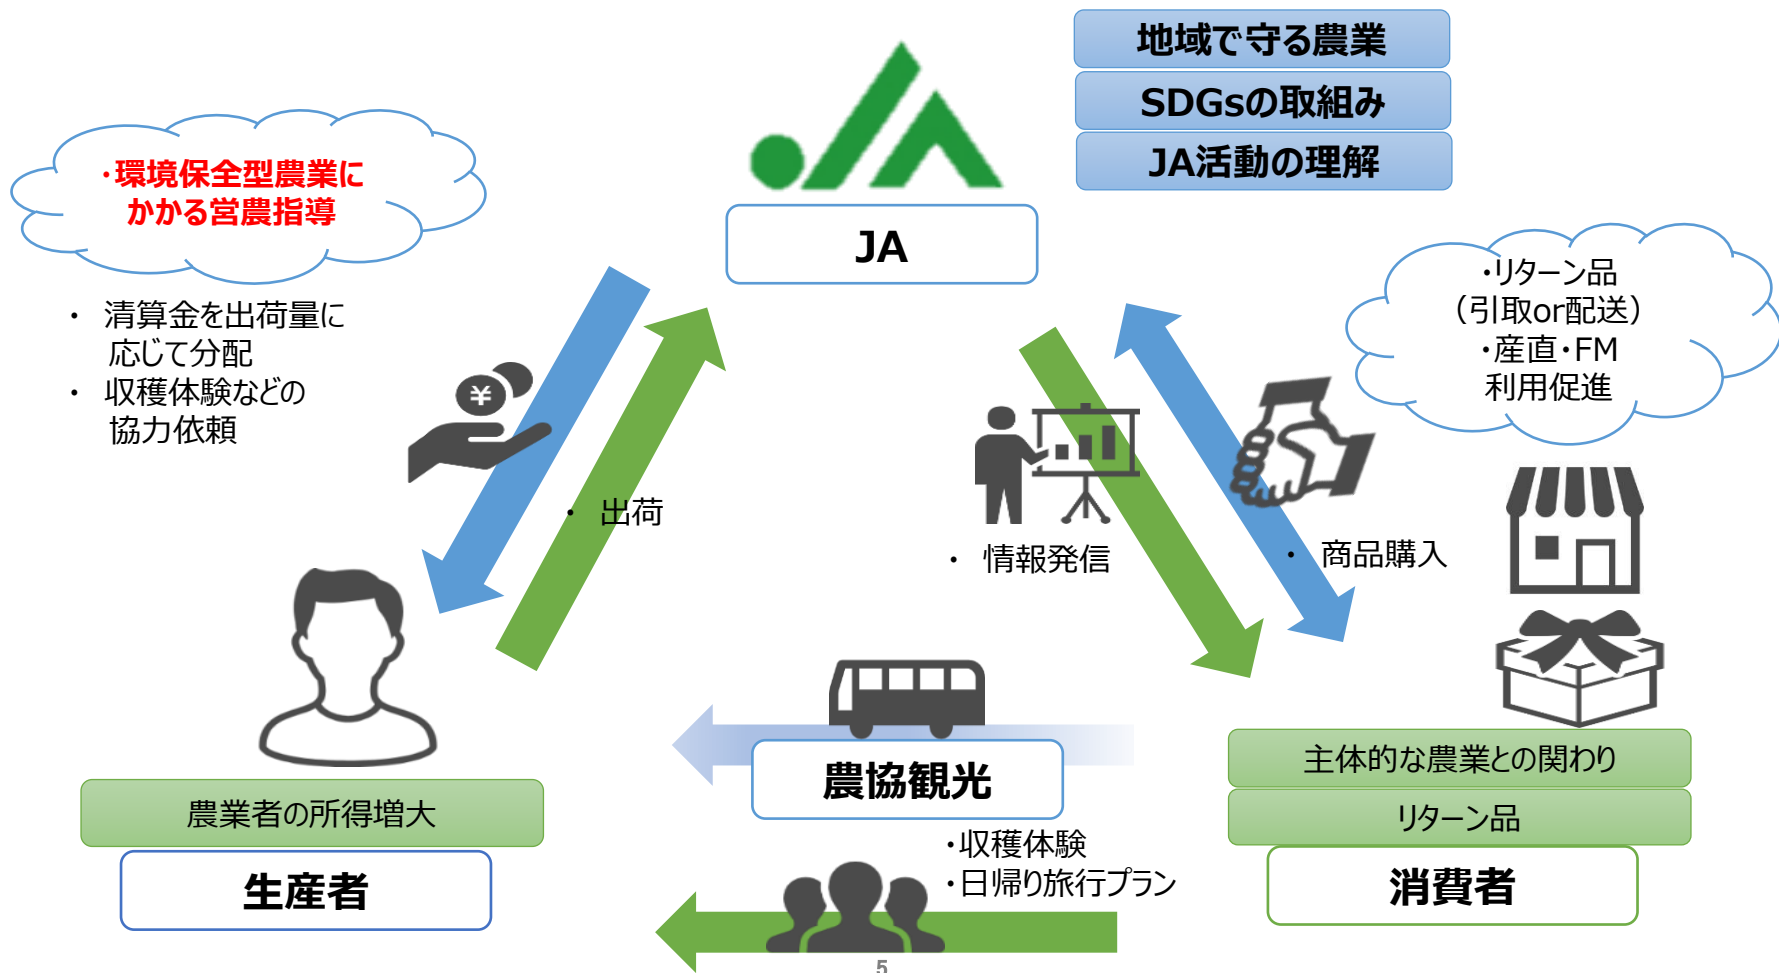 地域で守る農業
SDGsの取組み
JA活動の理解
JA
・環境保全型農業に
かかる営農指導
・ 清算金を出荷量に
応じて分配
・ 収穫体験などの
協力依頼
¥
・ 出荷
・ 情報発信
・ 商品購入
・リターン品
（引取or配送）
・産直・FM
利用促進
農協観光
・収穫体験
・日帰り旅行プラン
農業者の所得増大
生産者
主体的な農業との関わり
リターン品
消費者
5